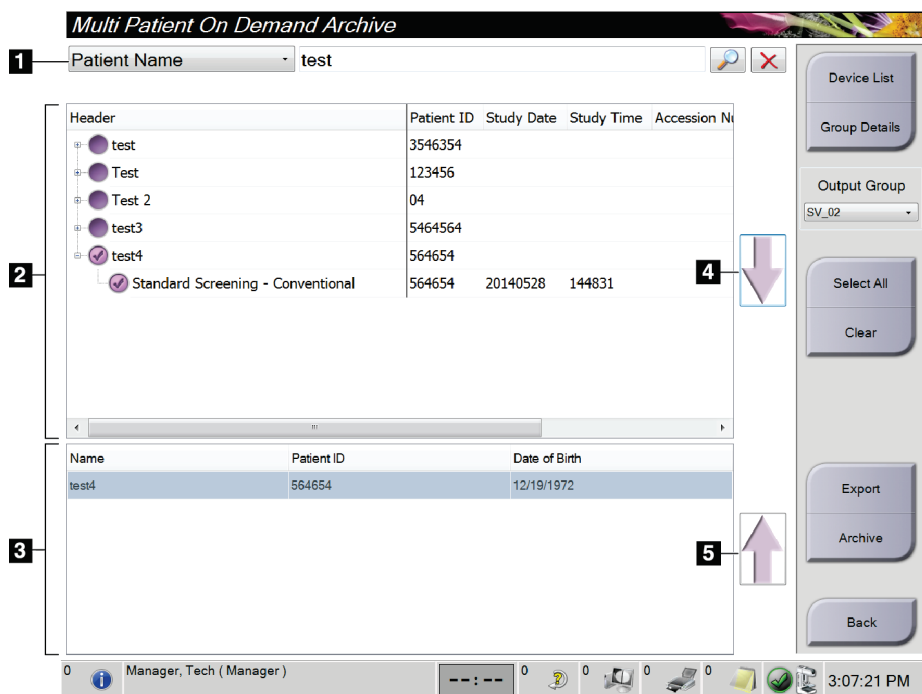 Multi Patient On Demand Archive
1 Patient Name test
Device List
Group Details
Output Group
SV_02
Header Patient ID Study Date Study Time Accession Nu
test 3546354
Test 123456
Test 2 04
test3 5464564
test4 564654
Standard Screening - Conventional 564654 20140528 144831
2
4
Select All
Clear
Name Patient ID Date of Birth
test4 564654 12/19/1972
3
5
Export
Archive
Back
0 Manager, Tech ( Manager ) --:-- 0 0 0 0 3:07:21 PM